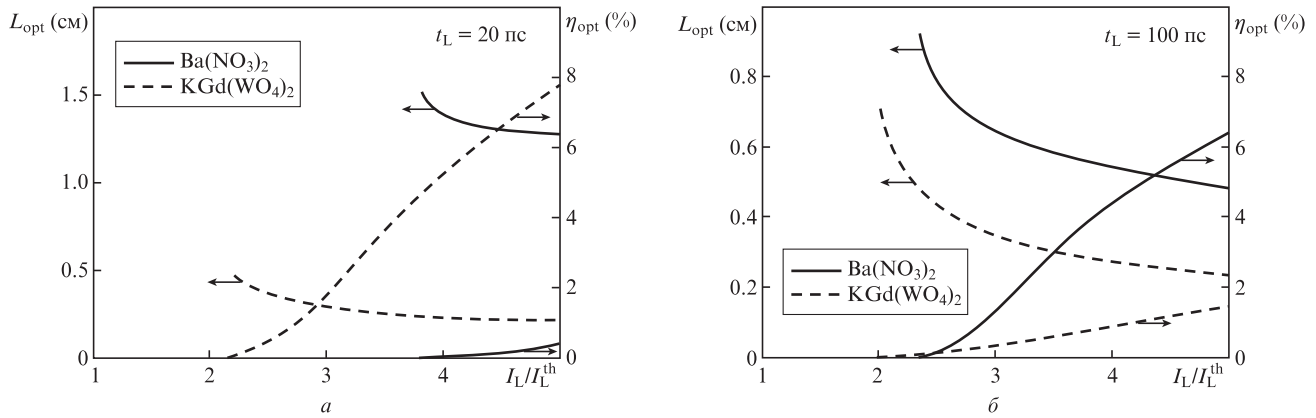 L_opt (см)
η_opt (%)
t_L = 20 пс
Ba(NO₃)₂
KGd(WO₄)₂
8
1.5
6
1.0
4
0.5
2
0
0
1
2
3
4
I_L/I_L^th
а
L_opt (см)
η_opt (%)
t_L = 100 пс
0.8
8
0.6
6
0.4
4
Ba(NO₃)₂
KGd(WO₄)₂
0.2
2
0
0
1
2
3
4
I_L/I_L^th
б